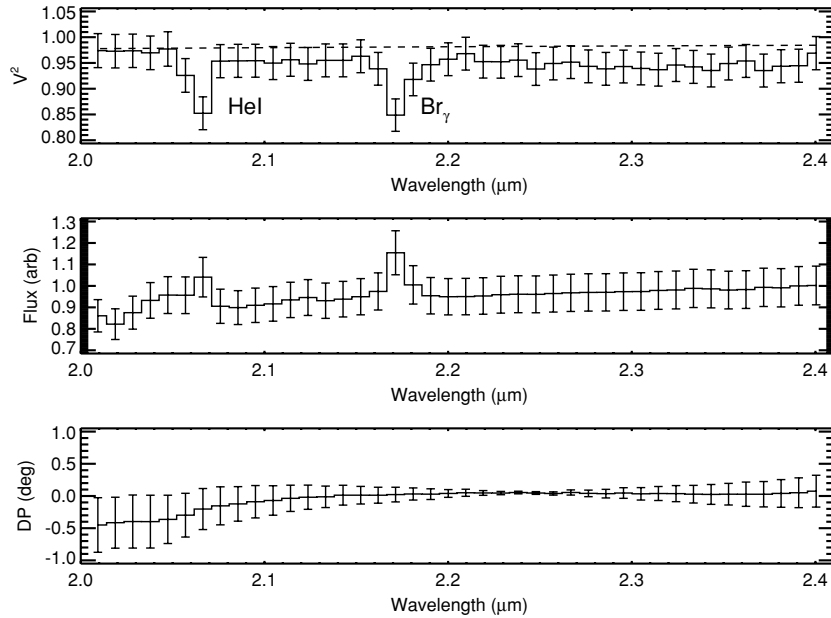 1.05
1.00
0.95
0.90
0.85
0.80
V²
HeI
Brγ
2.0 2.1 2.2 2.3 2.4
Wavelength (μm)
1.3
1.2
1.1
1.0
0.9
0.8
0.7
Flux (arb)
2.0 2.1 2.2 2.3 2.4
Wavelength (μm)
1.0
0.5
0.0
-0.5
-1.0
DP (deg)
2.0 2.1 2.2 2.3 2.4
Wavelength (μm)